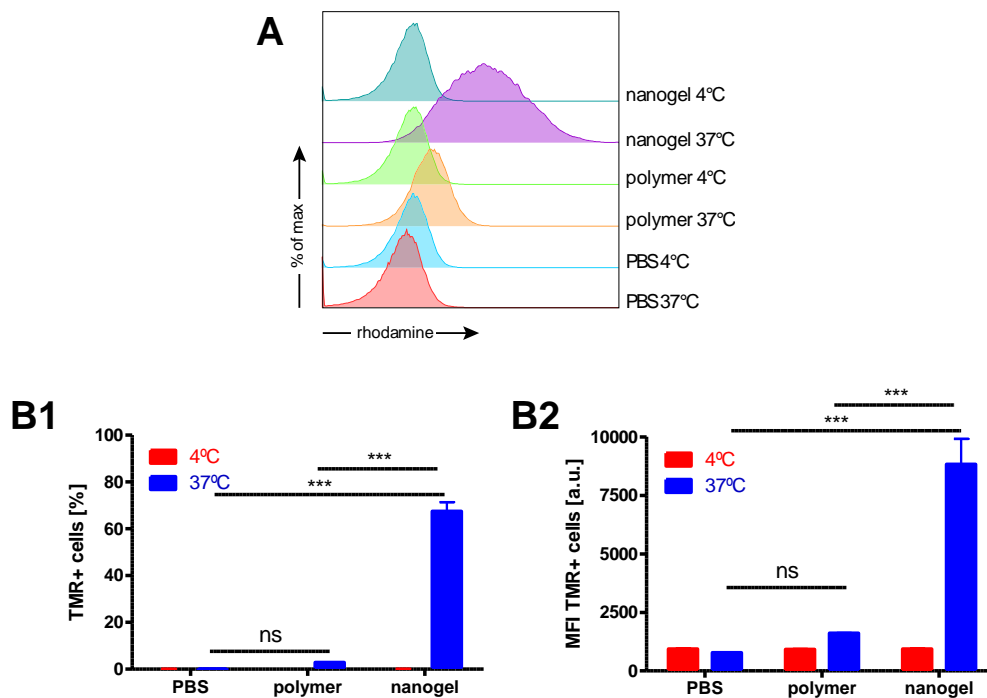 A
nanogel 4°C
nanogel 37°C
polymer 4°C
polymer 37°C
PBS 4°C
PBS 37°C
% of max
rhodamine
B1
TMR+ cells [%]
100
80
60
40
20
0
4ºC
37ºC
***
***
ns
PBS polymer nanogel
B2
MFI TMR+ cells [a.u.]
10000
7500
5000
2500
0
4ºC
37ºC
***
***
ns
PBS polymer nanogel